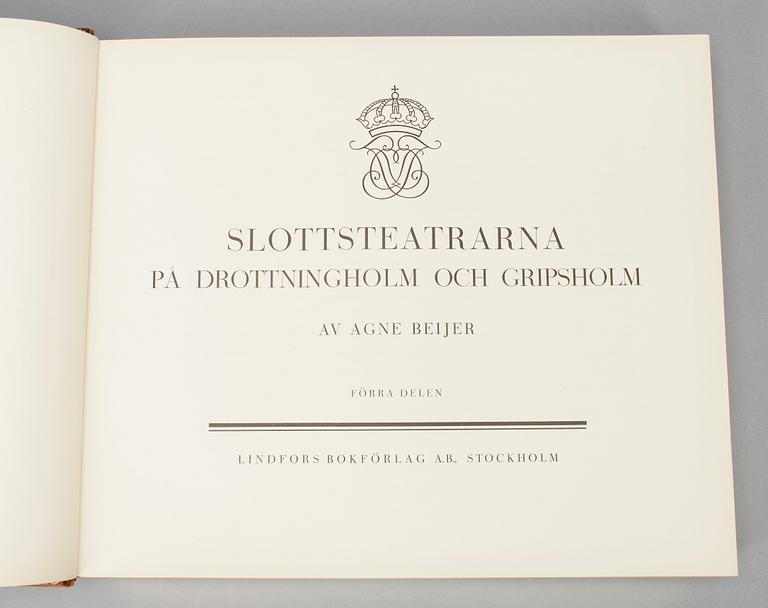 SLOTTSTEATRARNA
PÅ DROTTNINGHOLM OCH GRIPSHOLM
AV AGNE BEIJER
FÖRRA DELEN
LINDFORS BOKFÖRLAG A.B., STOCKHOLM